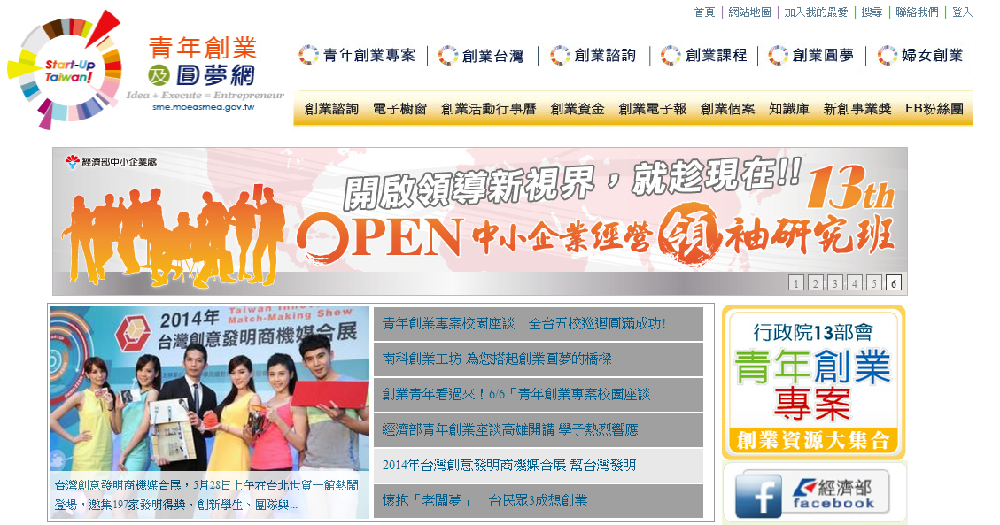 首頁 | 網站地圖 | 加入我的最愛 | 搜尋 | 聯絡我們 | 登入
Start-Up
Taiwan!
青年創業
及圓夢網
Idea + Execute = Entrepreneur
sme.moeasmea.gov.tw
青年創業專案 | 創業台灣 | 創業諮詢 | 創業課程 | 創業圓夢 | 婦女創業
創業諮詢 電子櫥窗 創業活動行事曆 創業資金 創業電子報 創業個案 知識庫 新創事業獎 FB粉絲團
經濟部中小企業處
開啟領導新視界,就趁現在!!
13th
OPEN 中小企業經營領袖研究班
1 2 3 4 5 6
Taiwan Innov
Match-Making Show
2014年
台灣創意發明商機媒合展
台灣創意發明商機媒合展,5月28日上午在台北世貿一館熱鬧
登場,邀集197家發明得獎、創新學生、團隊與...
青年創業專案校園座談 全台五校巡迴圓滿成功!
南科創業工坊 為您搭起創業圓夢的橋樑
創業青年看過來!6/6「青年創業專案校園座談
經濟部青年創業座談高雄開講 學子熱烈響應
2014年台灣創意發明商機媒合展 幫台灣發明
懷抱「老闆夢」 台民眾3成想創業
行政院13部會
青年創業
專案
創業資源大集合
經濟部
facebook